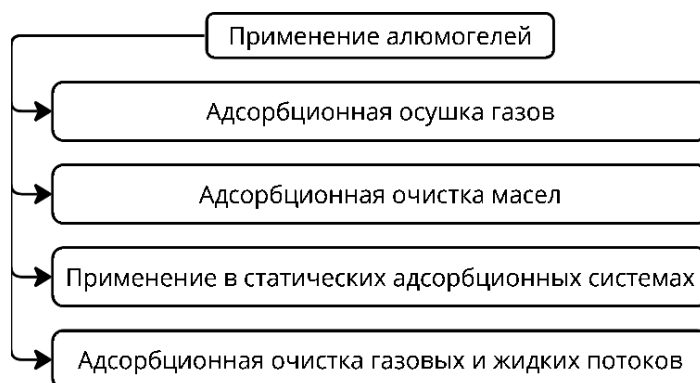 Применение алюмогелей
Адсорбционная осушка газов
Адсорбционная очистка масел
Применение в статических адсорбционных системах
Адсорбционная очистка газовых и жидких потоков